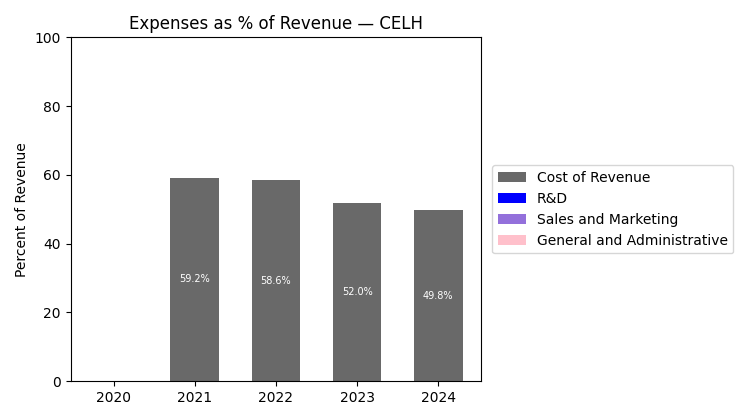 Expenses as % of Revenue — CELH
Percent of Revenue
100
80
60
40
20
0
59.2%
58.6%
52.0%
49.8%
2020
2021
2022
2023
2024
Cost of Revenue
R&D
Sales and Marketing
General and Administrative